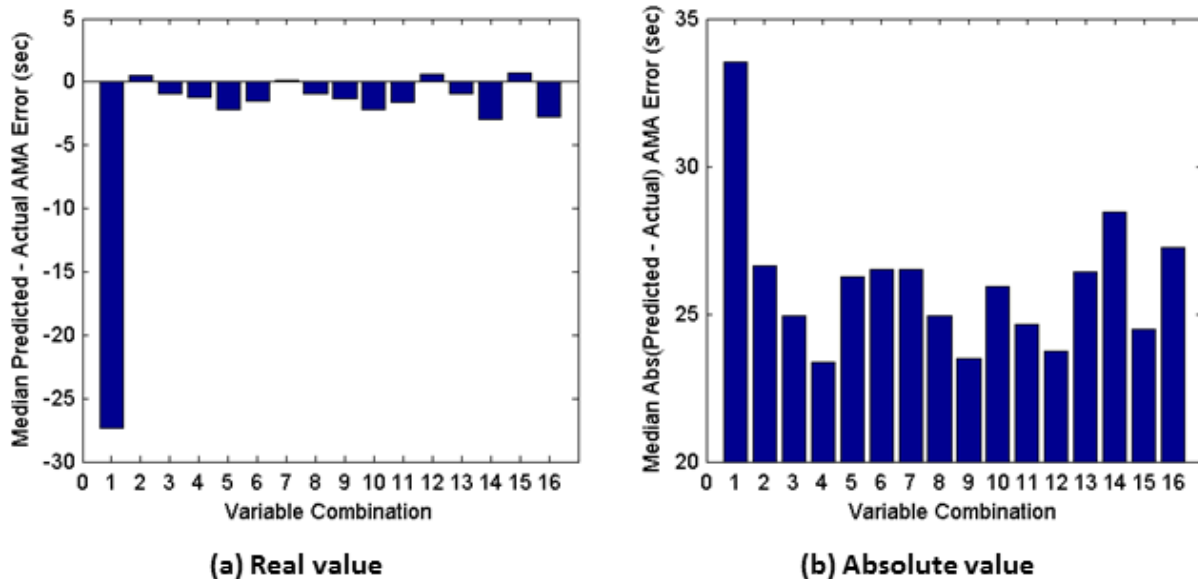 Median Predicted - Actual AMA Error (sec)
5
0
-5
-10
-15
-20
-25
-30
0 1 2 3 4 5 6 7 8 9 10 11 12 13 14 15 16
Variable Combination
(a) Real value
Median Abs(Predicted - Actual) AMA Error (sec)
35
30
25
20
0 1 2 3 4 5 6 7 8 9 10 11 12 13 14 15 16
Variable Combination
(b) Absolute value